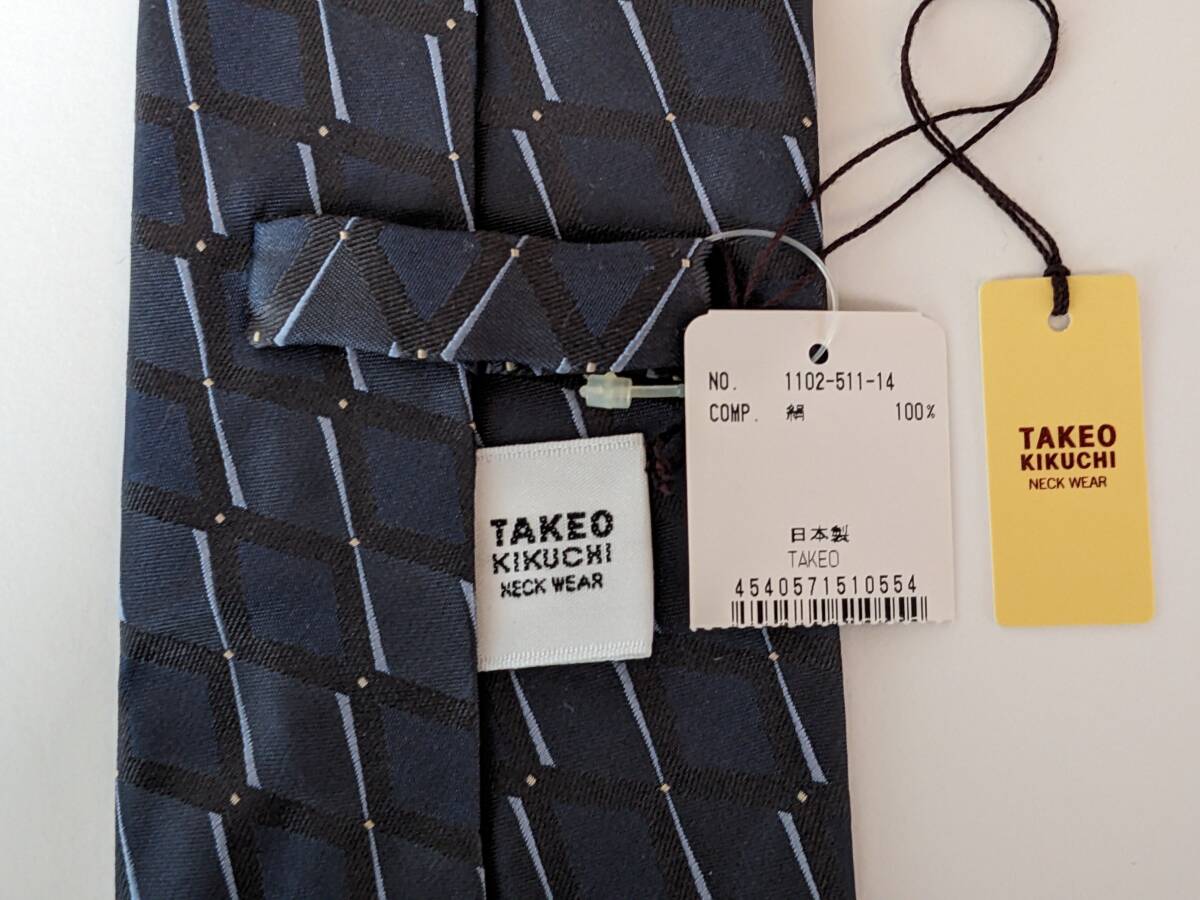 TAKEO
KIKUCHI
NECK WEAR
NO. 1102-511-14
COMP. 絹 100%
日本製
TAKEO
4540571510554
TAKEO
KIKUCHI
NECK WEAR